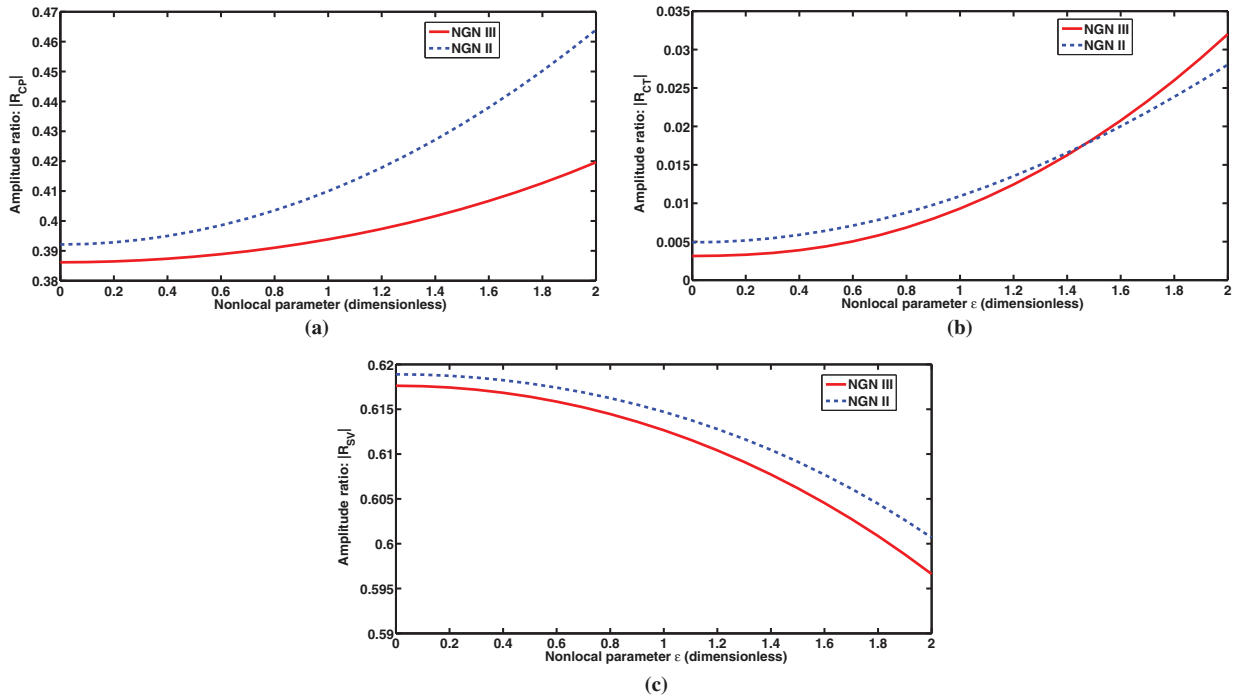 0.47
0.46
0.45
0.44
0.43
0.42
0.41
0.4
0.39
0.38
Amplitude ratio: |R_CP|
NGN III
NGN II
0 0.2 0.4 0.6 0.8 1 1.2 1.4 1.6 1.8 2
Nonlocal parameter (dimensionless)
(a)
0.035
0.03
0.025
0.02
0.015
0.01
0.005
0
Amplitude ratio: |R_CT|
NGN III
NGN II
0 0.2 0.4 0.6 0.8 1 1.2 1.4 1.6 1.8 2
Nonlocal parameter ε (dimensionless)
(b)
0.62
0.615
0.61
0.605
0.6
0.595
0.59
Amplitude ratio: |R_SV|
NGN III
NGN II
0 0.2 0.4 0.6 0.8 1 1.2 1.4 1.6 1.8 2
Nonlocal parameter ε (dimensionless)
(c)